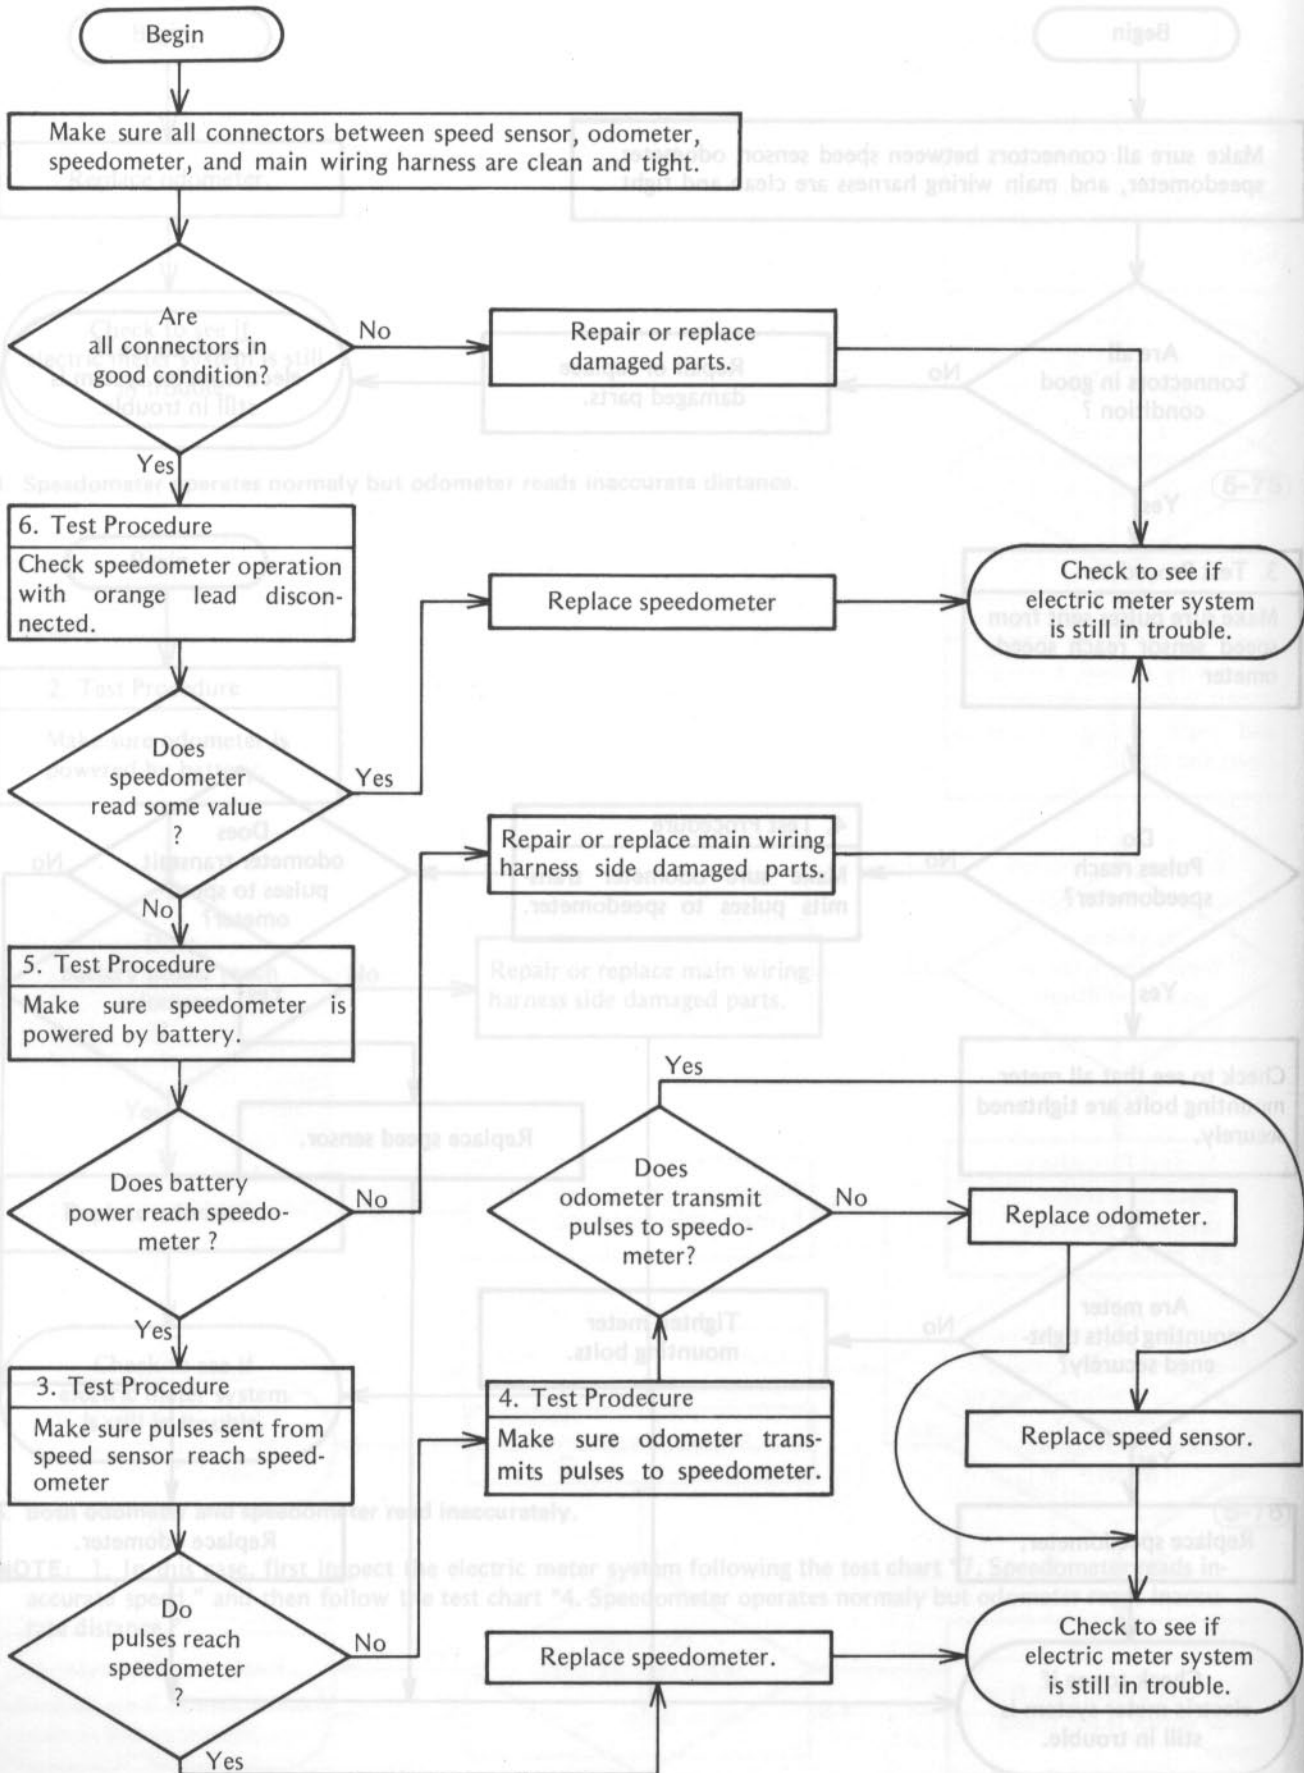 Begin
Make sure all connectors between speed sensor, odometer,
speedometer, and main wiring harness are clean and tight.
Are
all connectors in
good condition?
No
Repair or replace
damaged parts.
Yes
6. Test Procedure
Check speedometer operation
with orange lead discon-
nected.
Replace speedometer
Check to see if
electric meter system
is still in trouble.
Does
speedometer
read some value
?
Yes
Repair or replace main wiring
harness side damaged parts.
No
5. Test Procedure
Make sure speedometer is
powered by battery.
Yes
Does battery
power reach speedo-
meter ?
No
Does
odometer transmit
pulses to speedo-
meter?
No
Replace odometer.
Yes
3. Test Procedure
Make sure pulses sent from
speed sensor reach speed-
ometer
4. Test Prodecure
Make sure odometer trans-
mits pulses to speedometer.
Replace speed sensor.
Do
pulses reach
speedometer
?
No
Replace speedometer.
Check to see if
electric meter system
is still in trouble.
Yes